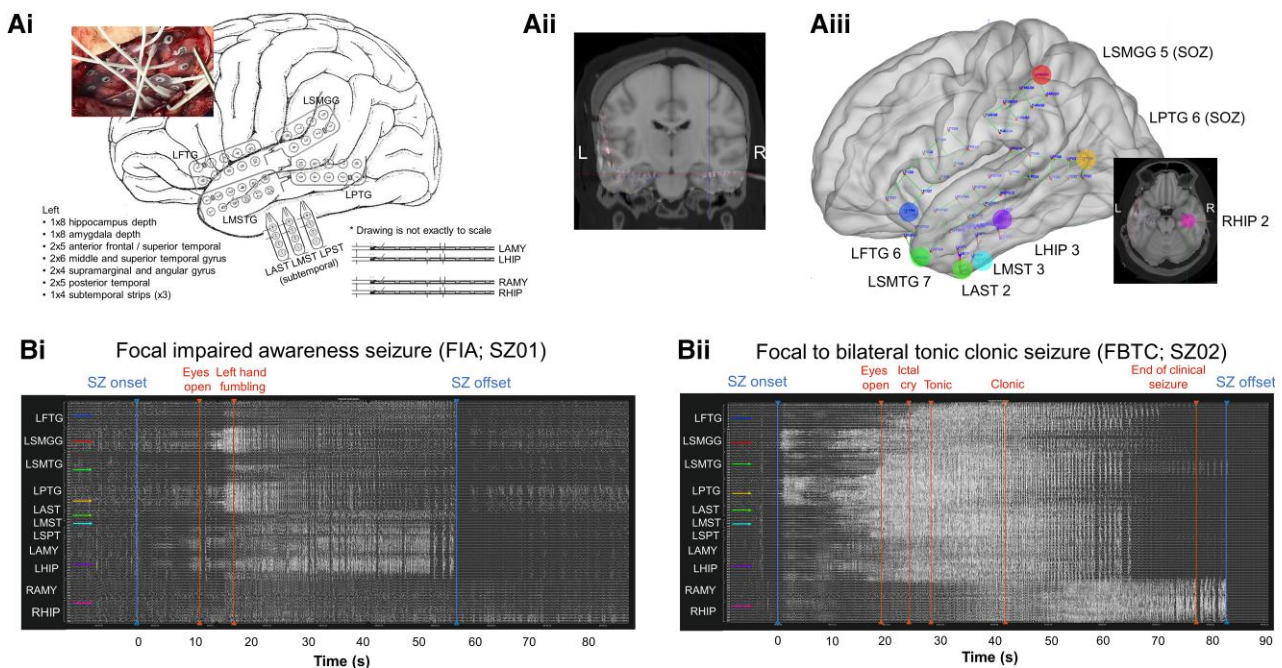 Ai
LSMGG
LFTG
LMSTG
LPTG
LAST LMST LPST
(subtemporal)
* Drawing is not exactly to scale
LAMY
LHIP
RAMY
RHIP
Left
• 1x8 hippocampus depth
• 1x8 amygdala depth
• 2x5 anterior frontal / superior temporal
• 2x6 middle and superior temporal gyrus
• 2x4 supramarginal and angular gyrus
• 2x5 posterior temporal
• 1x4 subtemporal strips (x3)
Aii
L
R
Aiii
LSMGG 5 (SOZ)
LPTG 6 (SOZ)
L
R
RHIP 2
LHIP 3
LFTG 6
LMST 3
LSMTG 7
LAST 2
Bi
Focal impaired awareness seizure (FIA; SZ01)
SZ onset
Eyes open
Left hand fumbling
SZ offset
LFTG
LSMGG
LSMTG
LPTG
LAST
LMST
LSPT
LAMY
LHIP
RAMY
RHIP
0 10 20 30 40 50 60 70 80
Time (s)
Bii
Focal to bilateral tonic clonic seizure (FBTC; SZ02)
SZ onset
Eyes open
Ictal cry
Tonic
Clonic
End of clinical seizure
SZ offset
LFTG
LSMGG
LSMTG
LPTG
LAST
LMST
LSPT
LAMY
LHIP
RAMY
RHIP
0 10 20 30 40 50 60 70 80 90
Time (s)